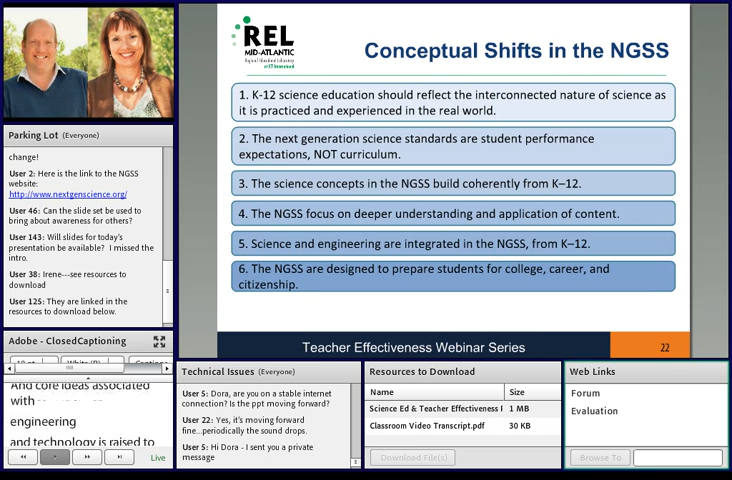 Parking Lot (Everyone)
change!
User 2: Here is the link to the NGSS
website:
http://www.nextgenscience.org/
User 46: Can the slide set be used to
bring about awareness for others?
User 143: Will slides for today's
presentation be available?  I missed the
intro.
User 38: Irene---see resources to
download
User 125: They are linked in the
resources to download below.
Adobe - ClosedCaptioning
And core ideas associated
with
engineering
and technology is raised to
Live
REL
MID-ATLANTIC
Conceptual Shifts in the NGSS
1. K-12 science education should reflect the interconnected nature of science as
it is practiced and experienced in the real world.
2. The next generation science standards are student performance
expectations, NOT curriculum.
3. The science concepts in the NGSS build coherently from K–12.
4. The NGSS focus on deeper understanding and application of content.
5. Science and engineering are integrated in the NGSS, from K–12.
6. The NGSS are designed to prepare students for college, career, and
citizenship.
Teacher Effectiveness Webinar Series
22
Technical Issues (Everyone)
User 5: Dora, are you on a stable internet
connection? Is the ppt moving forward?
User 22: Yes, it's moving forward
fine...periodically the sound drops.
User 5: Hi Dora - I sent you a private
message
Resources to Download
Name Size
Science Ed & Teacher Effectiveness 1 MB
Classroom Video Transcript.pdf 30 KB
Download File(s)
Web Links
Forum
Evaluation
Browse To